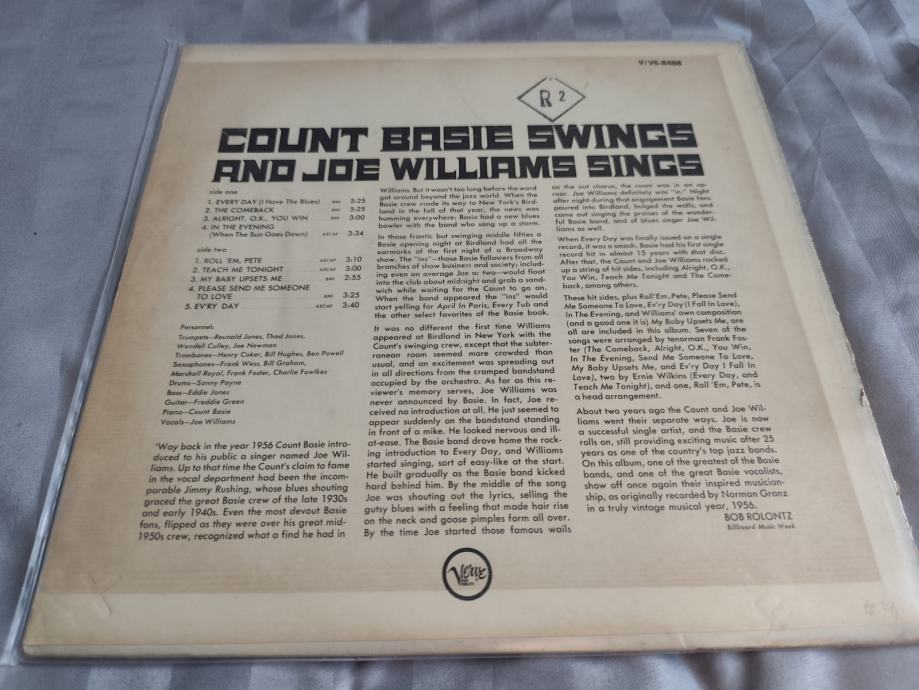 V/V6-8488
R 2
COUNT BASIE SWINGS
AND JOE WILLIAMS SINGS
side one
1. EVERY DAY (I Have The Blues) BMI 5:25
2. THE COMEBACK BMI 5:25
3. ALRIGHT, O.K., YOU WIN BMI 3:00
4. IN THE EVENING
(When The Sun Goes Down) ASCAP 3:34
side two
1. ROLL 'EM, PETE ASCAP 3:10
2. TEACH ME TONIGHT ASCAP 3:00
3. MY BABY UPSETS ME BMI 2:55
4. PLEASE SEND ME SOMEONE
TO LOVE BMI 3:25
5. EV'RY DAY ASCAP 3:40
Personnel:
Trumpets—Reunald Jones, Thad Jones,
Wendell Culley, Joe Newman
Trombones—Henry Coker, Bill Hughes, Ben Powell
Saxophones—Frank Wess, Bill Graham,
Marshall Royal, Frank Foster, Charlie Fowlkes
Drums—Sonny Payne
Bass—Eddie Jones
Guitar—Freddie Green
Piano—Count Basie
Vocals—Joe Williams
"Way back in the year 1956 Count Basie intro-
duced to his public a singer named Joe Wil-
liams. Up to that time the Count's claim to fame
in the vocal department had been the incom-
parable Jimmy Rushing, whose blues shouting
graced the great Basie crew of the late 1930s
and early 1940s. Even the most devout Basie
fans, flipped as they were over his great mid-
1950s crew, recognized what a find he had in
Williams. But it wasn't too long before the word
got around beyond the jazz world. When the
Basie crew made its way to New York's Bird-
land in the fall of that year, the news was
humming everywhere: Basie had a new blues
bawler with the band who sang up a storm.
In those frantic but swinging middle fifties a
Basie opening night at Birdland had all the
earmarks of the first night of a Broadway
show. The "ins"—those Basie followers from all
branches of show business and society; includ-
ing even an average Joe or two—would float
into the club about midnight and grab a sand-
wich while waiting for the Count to go on.
When the band appeared the "ins" would
start yelling for April In Paris, Every Tub and
the other select favorites of the Basie book.
It was no different the first time Williams
appeared at Birdland in New York with the
Count's swinging crew, except that the subter-
ranean room seemed more crowded than
usual, and an excitement was spreading out
in all directions from the cramped bandstand
occupied by the orchestra. As far as this re-
viewer's memory serves, Joe Williams was
never announced by Basie. In fact, Joe re-
ceived no introduction at all. He just seemed to
appear suddenly on the bandstand standing
in front of a mike. He looked nervous and ill-
at-ease. The Basie band drove home the rock-
ing introduction to Every Day, and Williams
started singing, sort of easy-like at the start.
He built gradually as the Basie band kicked
hard behind him. By the middle of the song
Joe was shouting out the lyrics, selling the
gutsy blues with a feeling that made hair rise
on the neck and goose pimples form all over.
By the time Joe started those famous wails
on the out chorus, the room was in an up-
roar. Joe Williams definitely was "in." Night
after night during that engagement Basie fans
poured into Birdland, bulged the walls, and
came out singing the praises of the wonder-
ful Basie band, and of blues singer Joe Wil-
liams as well.
When Every Day was finally issued on a single
record, it was a smash. Basie had his first single
record hit in almost 15 years with that disc.
After that, the Count and Joe Williams racked
up a string of hit sides, including Alright, O.K.,
You Win, Teach Me Tonight and The Come-
back, among others.
These hit sides, plus Roll'Em, Pete, Please Send
Me Someone To Love, Ev'ry Day (I Fall In Love),
In The Evening, and Williams' own composition
(and a good one it is) My Baby Upsets Me, are
all are included in this album. Seven of the
songs were arranged by tenorman Frank Fos-
ter (The Comeback, Alright, O.K., You Win,
In The Evening, Send Me Someone To Love,
My Baby Upsets Me, and Ev'ry Day I Fall In
Love), two by Ernie Wilkins (Every Day, and
Teach Me Tonight), and one, Roll 'Em, Pete, is
a head arrangement.
About two years ago the Count and Joe Wil-
liams went their separate ways. Joe is now
a successful single artist, and the Basie crew
rolls on, still providing exciting music after 25
years as one of the country's top jazz bands.
On this album, one of the greatest of the Basie
bands, and one of the great Basie vocalists,
show off once again their inspired musician-
ship, as originally recorded by Norman Granz
in a truly vintage musical year, 1956.
BOB ROLONTZ
Billboard Music Week
VERVE